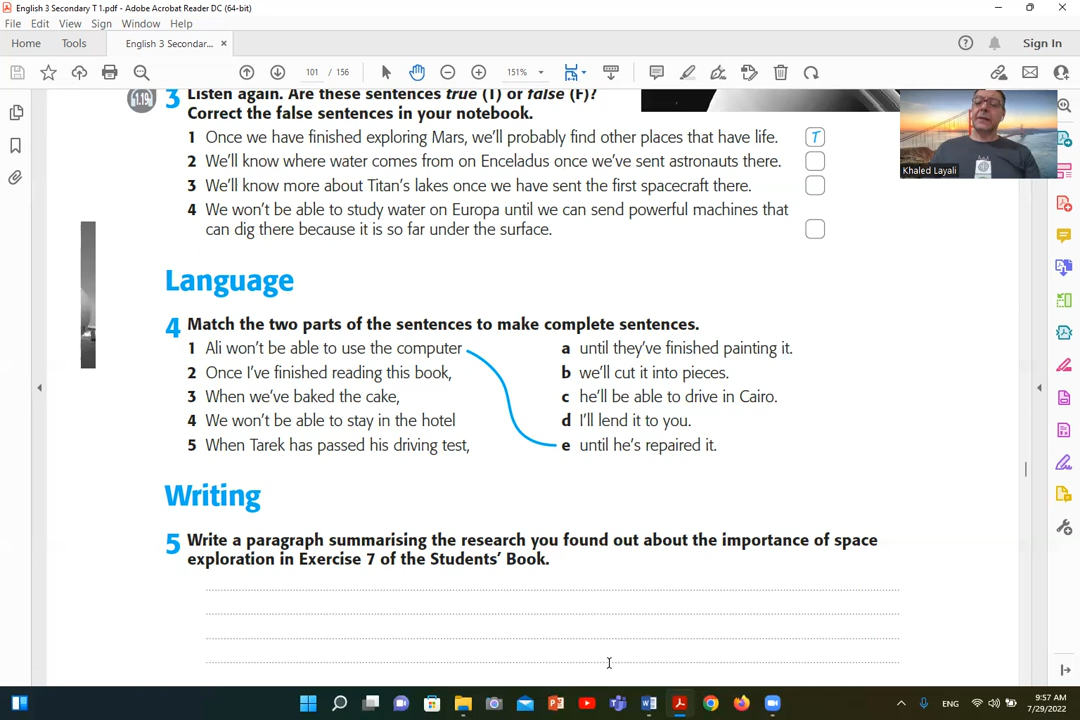 English 3 Secondary T 1.pdf - Adobe Acrobat Reader DC (64-bit)
File Edit View Sign Window Help
Home Tools English 3 Secondar... × Sign In
101 / 156 151%
1.19
3 Listen again. Are these sentences true (T) or false (F)?
Correct the false sentences in your notebook.
1 Once we have finished exploring Mars, we'll probably find other places that have life. T
2 We'll know where water comes from on Enceladus once we've sent astronauts there.
3 We'll know more about Titan's lakes once we have sent the first spacecraft there.
4 We won't be able to study water on Europa until we can send powerful machines that
can dig there because it is so far under the surface.
Khaled Layali
Language
4 Match the two parts of the sentences to make complete sentences.
1 Ali won't be able to use the computer a until they've finished painting it.
2 Once I've finished reading this book, b we'll cut it into pieces.
3 When we've baked the cake, c he'll be able to drive in Cairo.
4 We won't be able to stay in the hotel d I'll lend it to you.
5 When Tarek has passed his driving test, e until he's repaired it.
Writing
5 Write a paragraph summarising the research you found out about the importance of space
exploration in Exercise 7 of the Students' Book.
ENG 9:57 AM
7/29/2022